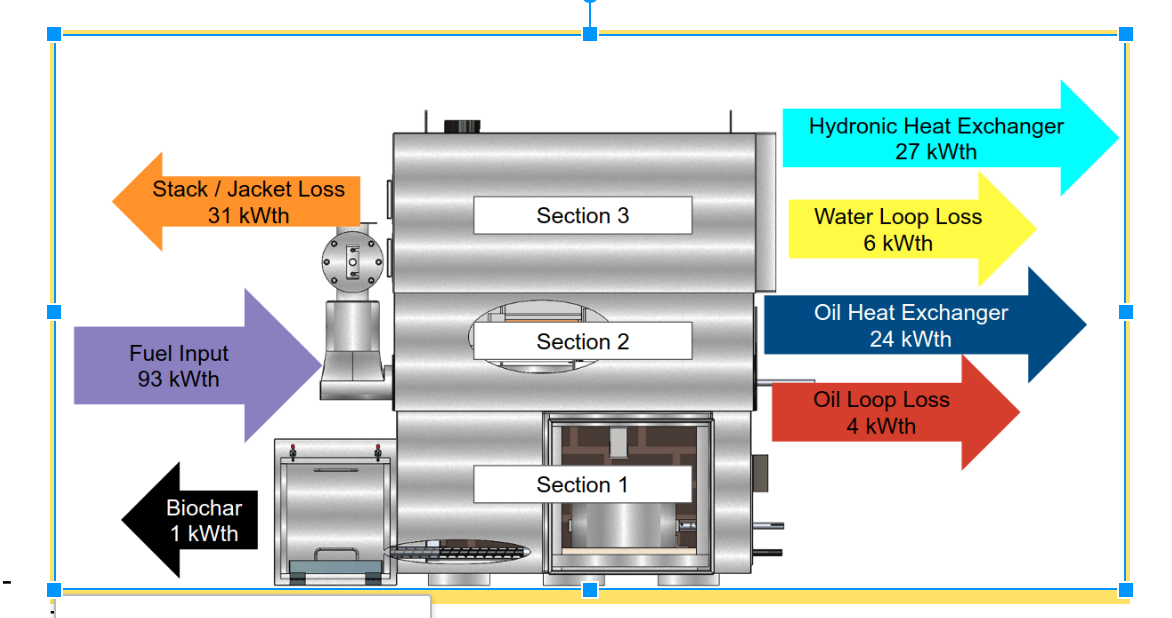 Hydronic Heat Exchanger
27 kWth
Stack / Jacket Loss
31 kWth
Section 3
Water Loop Loss
6 kWth
Oil Heat Exchanger
24 kWth
Section 2
Fuel Input
93 kWth
Oil Loop Loss
4 kWth
Section 1
Biochar
1 kWth